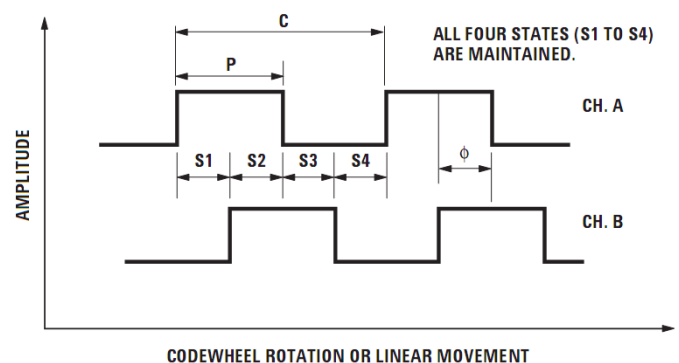 C
ALL FOUR STATES (S1 TO S4)
ARE MAINTAINED.
P
CH. A
S1 S2 S3 S4
ϕ
AMPLITUDE
CH. B
CODEWHEEL ROTATION OR LINEAR MOVEMENT